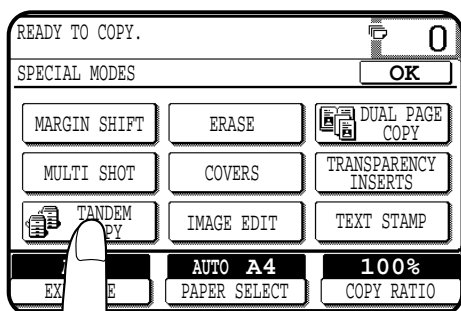 READY TO COPY.
0
SPECIAL MODES
OK
MARGIN SHIFT
ERASE
DUAL PAGE
COPY
MULTI SHOT
COVERS
TRANSPARENCY
INSERTS
TANDEM
IMAGE EDIT
TEXT STAMP
AUTO A4
100%
PAPER SELECT
COPY RATIO